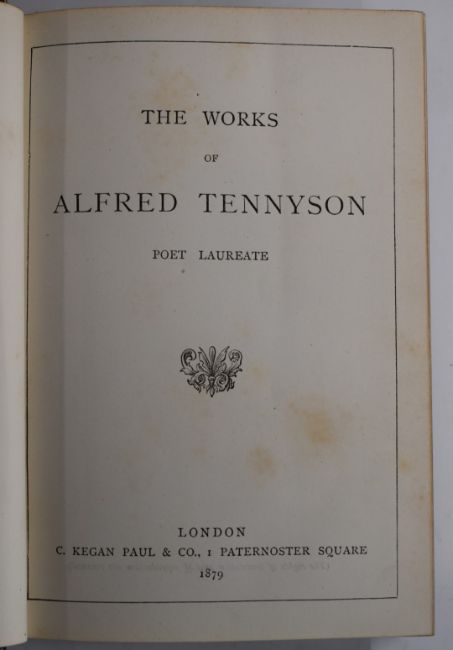 THE WORKS
OF
ALFRED TENNYSON
POET LAUREATE
LONDON
C. KEGAN PAUL & CO., 1 PATERNOSTER SQUARE
1879